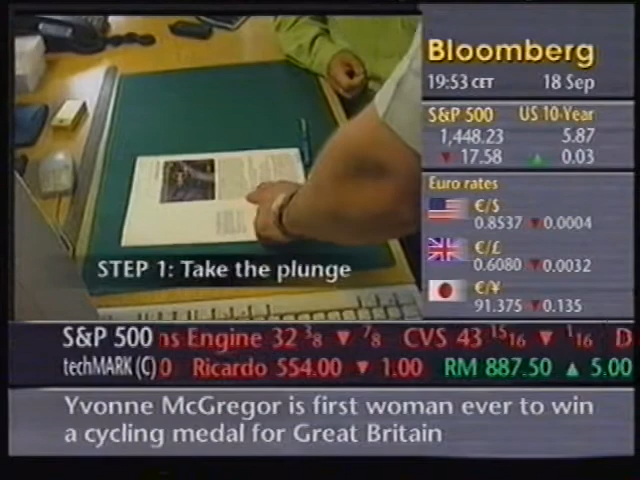 Bloomberg
19:53 CET 18 Sep
S&P 500 US 10-Year
1,448.23 5.87
▼ 17.58 ▲ 0.03
Euro rates
€/$
0.8537 ▼0.0004
€/£
0.6080 ▼0.0032
€/¥
91.375 ▼0.135
STEP 1: Take the plunge
S&P 500 ns Engine 32 3/8 ▼ 7/8 CVS 43 15/16 ▼ 1/16 D
techMARK (C) 0 Ricardo 554.00 ▼ 1.00 RM 887.50 ▲ 5.00
Yvonne McGregor is first woman ever to win
a cycling medal for Great Britain